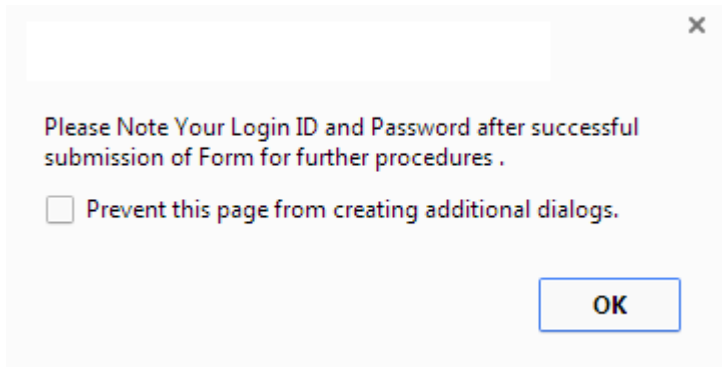 Please Note Your Login ID and Password after successful
submission of Form for further procedures .
Prevent this page from creating additional dialogs.
OK